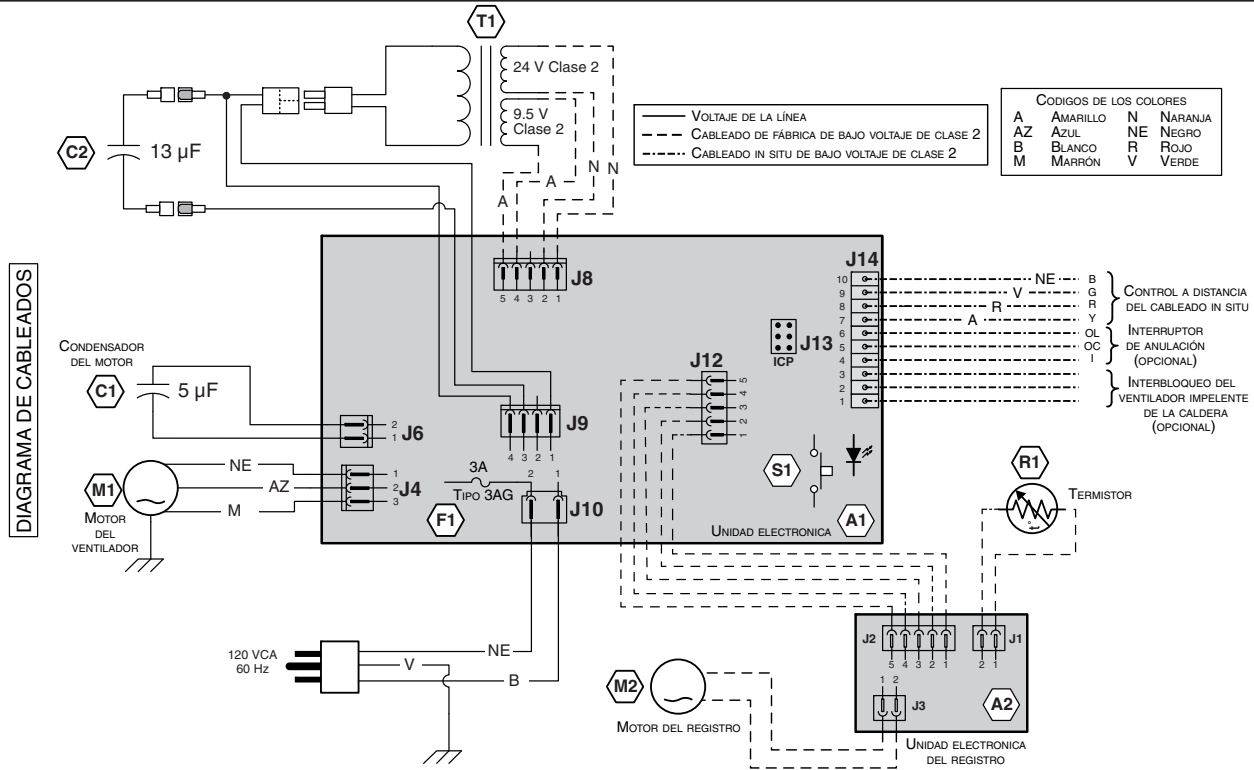 T1
24 V Clase 2
9.5 V
Clase 2
C2
13 µF
N
N
A
A
VOLTAJE DE LA LÍNEA
CABLEADO DE FÁBRICA DE BAJO VOLTAJE DE CLASE 2
CABLEADO IN SITU DE BAJO VOLTAJE DE CLASE 2
CODIGOS DE LOS COLORES
A AMARILLO N NARANJA
AZ AZUL NE NEGRO
B BLANCO R ROJO
M MARRÓN V VERDE
DIAGRAMA DE CABLEADOS
J8
5 4 3 2 1
J14
10 NE B
9 V G
8 R R
7 A Y
6 OL
5 OC
4 I
3
2
1
CONTROL A DISTANCIA
DEL CABLEADO IN SITU
INTERRUPTOR
DE ANULACIÓN
(OPCIONAL)
INTERBLOQUEO DEL
VENTILADOR IMPELENTE
DE LA CALDERA
(OPCIONAL)
J13
ICP
J12
5
4
3
2
1
CONDENSADOR
DEL MOTOR
C1
5 µF
2
1
J6
J9
4 3 2 1
M1
MOTOR
DEL
VENTILADOR
NE
AZ
M
1
2
3
J4
3A
TIPO 3AG
F1
2 1
J10
S1
A1
UNIDAD ELECTRONICA
R1
TERMISTOR
t°
120 VCA
60 Hz
NE
V
B
M2
MOTOR DEL REGISTRO
J2
5 4 3 2 1
J1
2 1
1 2
J3
A2
UNIDAD ELECTRONICA
DEL REGISTRO